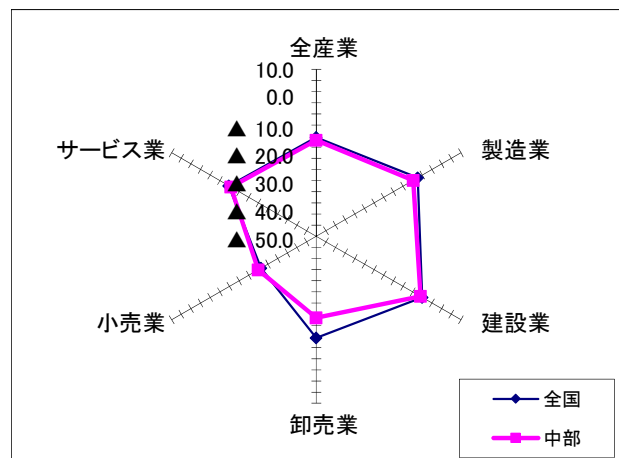 全産業
10.0
0.0
▲ 10.0
▲ 20.0
▲ 30.0
▲ 40.0
▲ 50.0
サービス業
製造業
小売業
建設業
卸売業
全国
中部